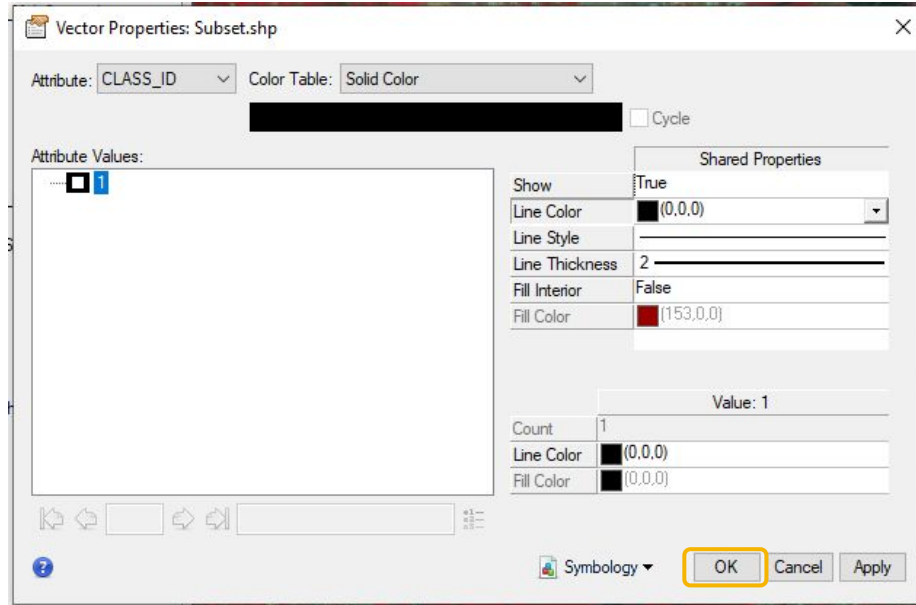 Vector Properties: Subset.shp
Attribute: CLASS_ID Color Table: Solid Color
Cycle
Attribute Values:
1
Shared Properties
Show True
Line Color (0,0,0)
Line Style
Line Thickness 2
Fill Interior False
Fill Color (153,0,0)
Value: 1
Count 1
Line Color (0,0,0)
Fill Color (0,0,0)
Symbology OK Cancel Apply